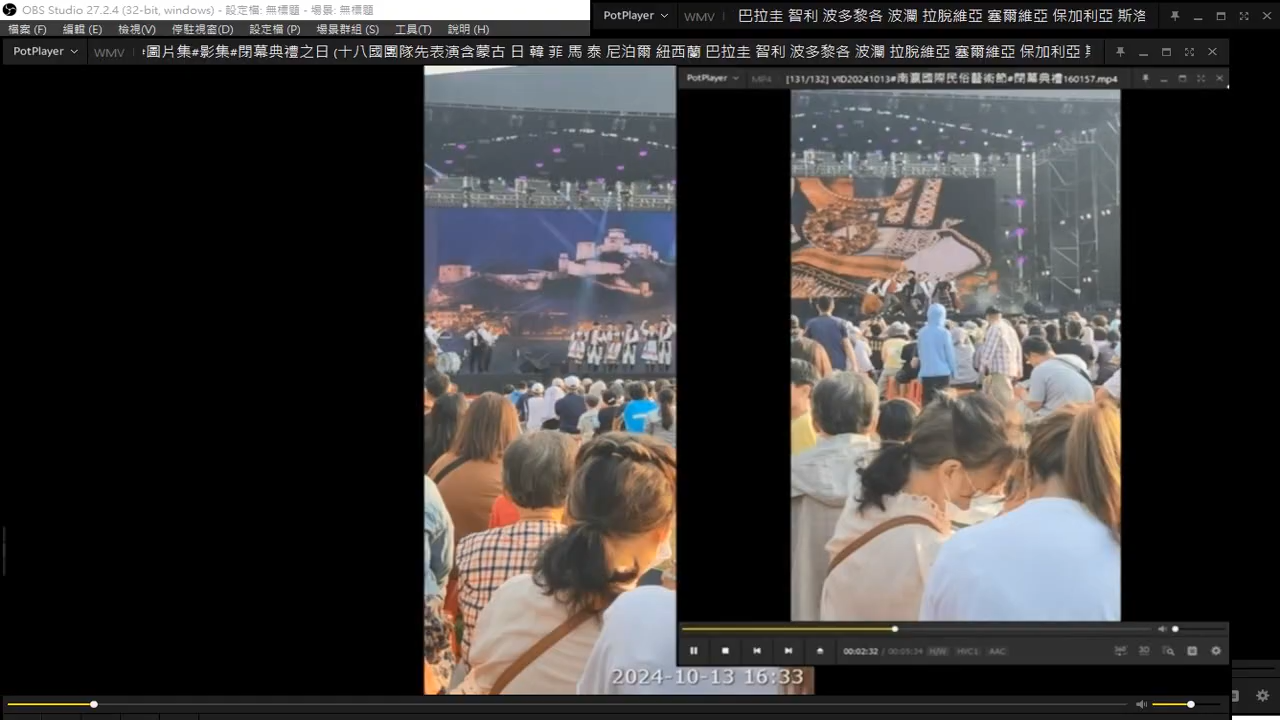 OBS Studio 27.2.4 (32-bit, windows) - 設定檔: 無標題 - 場景: 無標題
檔案 (F) 編輯 (E) 檢視(V) 停駐視窗(D) 設定檔 (P) 場景群組 (S) 工具(T) 說明 (H)
PotPlayer WMV 巴拉圭 智利 波多黎各 波瀾 拉脫維亞 塞爾維亞 保加利亞 斯洛
PotPlayer WMV 圖片集#影集#閉幕典禮之日 (十八國團隊先表演含蒙古 日 韓 菲 馬 泰 尼泊爾 紐西蘭 巴拉圭 智利 波多黎各 波瀾 拉脫維亞 塞爾維亞 保加利亞
PotPlayer MP4 [131/132] VID20241013#南瀛國際民俗藝術節#閉幕典禮160157.mp4
00:02:32 / 00:05:34 H/W HVC1 AAC
2024-10-13 16:33